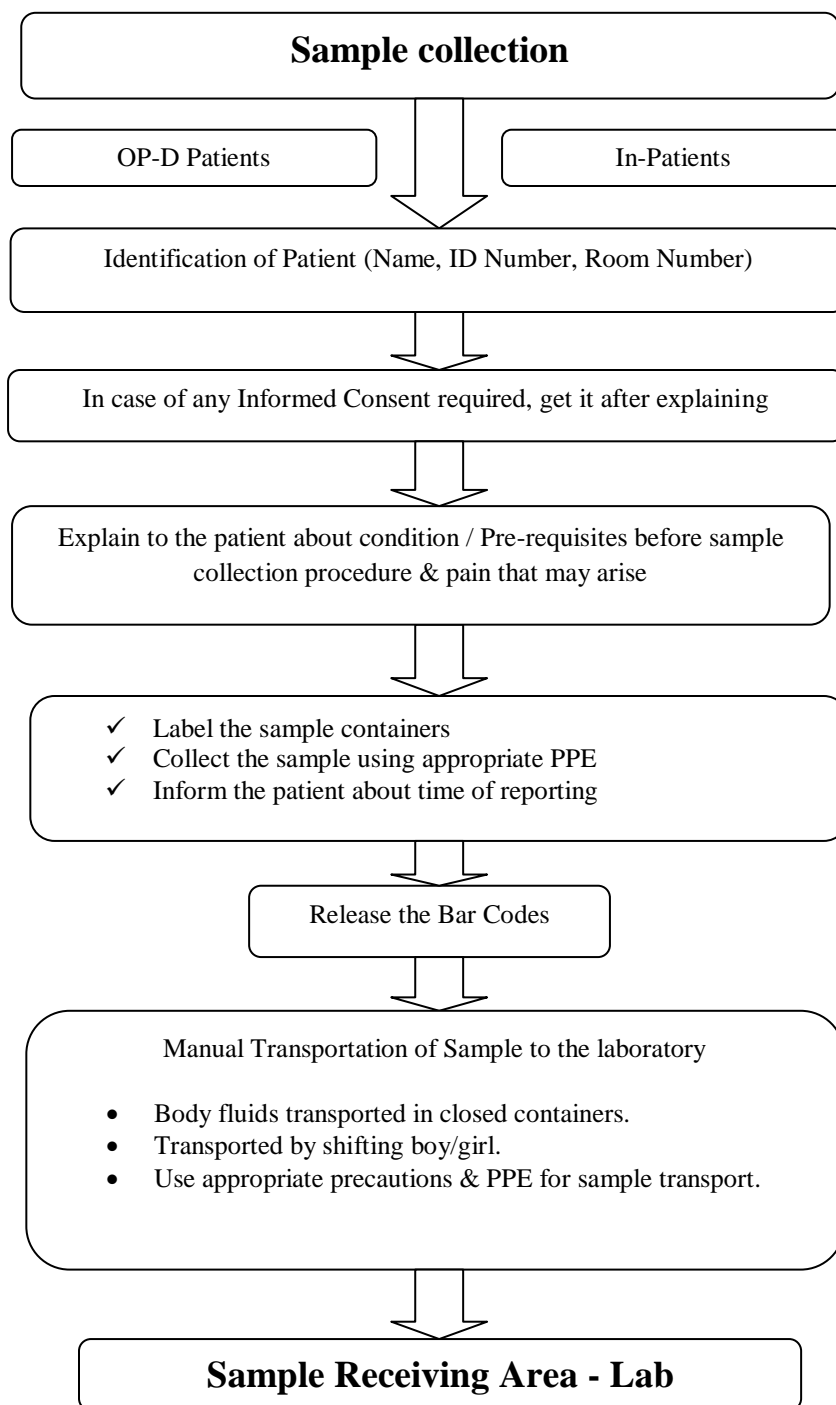 Sample collection
OP-D Patients
In-Patients
Identification of Patient (Name, ID Number, Room Number)
In case of any Informed Consent required, get it after explaining
Explain to the patient about condition / Pre-requisites before sample
collection procedure & pain that may arise
✓ Label the sample containers
✓ Collect the sample using appropriate PPE
✓ Inform the patient about time of reporting
Release the Bar Codes
Manual Transportation of Sample to the laboratory
• Body fluids transported in closed containers.
• Transported by shifting boy/girl.
• Use appropriate precautions & PPE for sample transport.
Sample Receiving Area - Lab